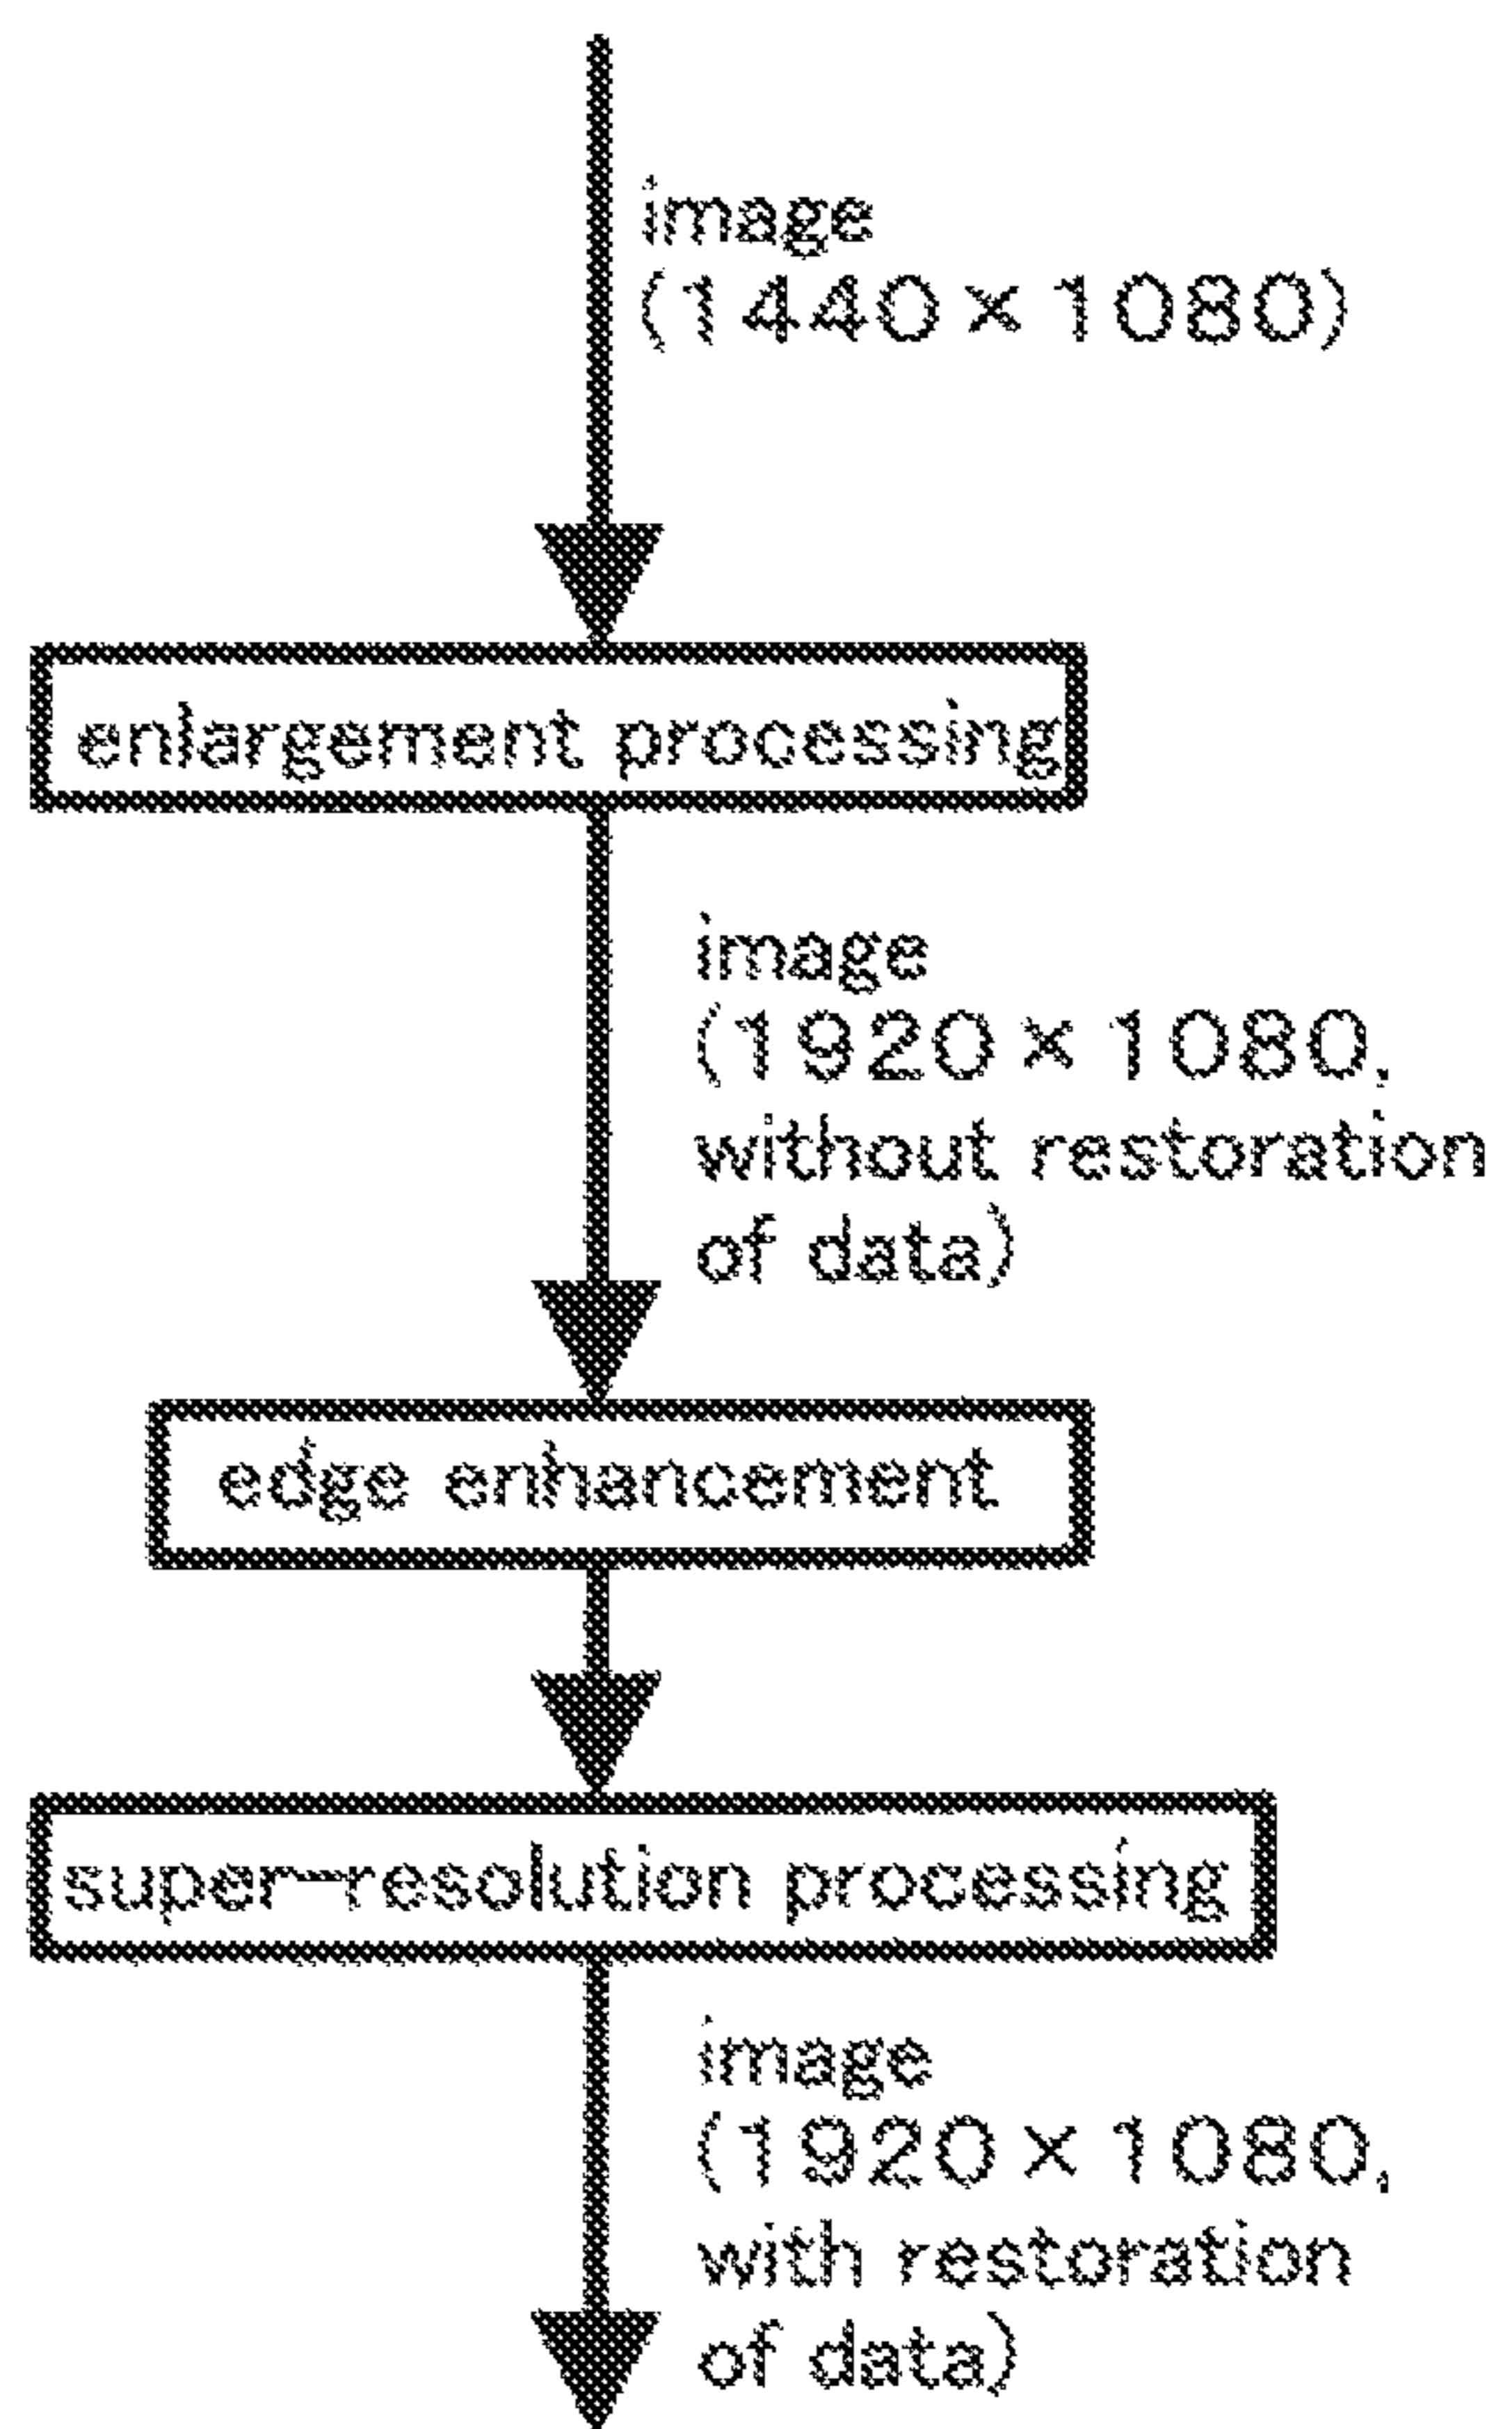 image
(1440×1080)
enlargement processing
image
(1920×1080,
without restoration
of data)
edge enhancement
super-resolution processing
image
(1920×1080,
with restoration
of data)